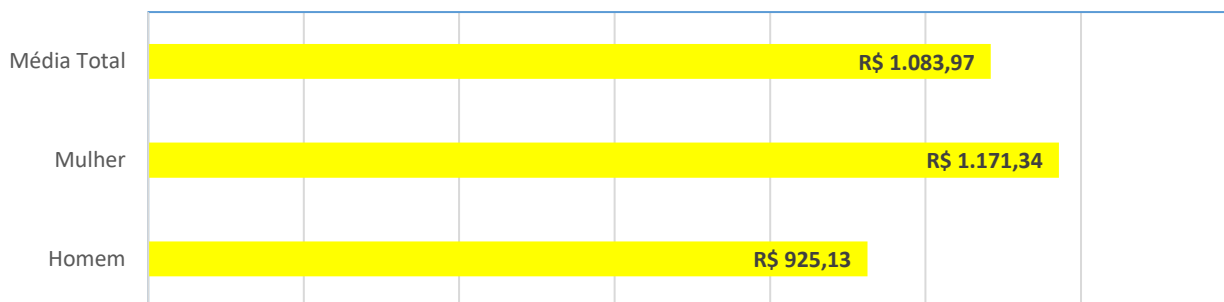 Média Total R$ 1.083,97
Mulher R$ 1.171,34
Homem R$ 925,13